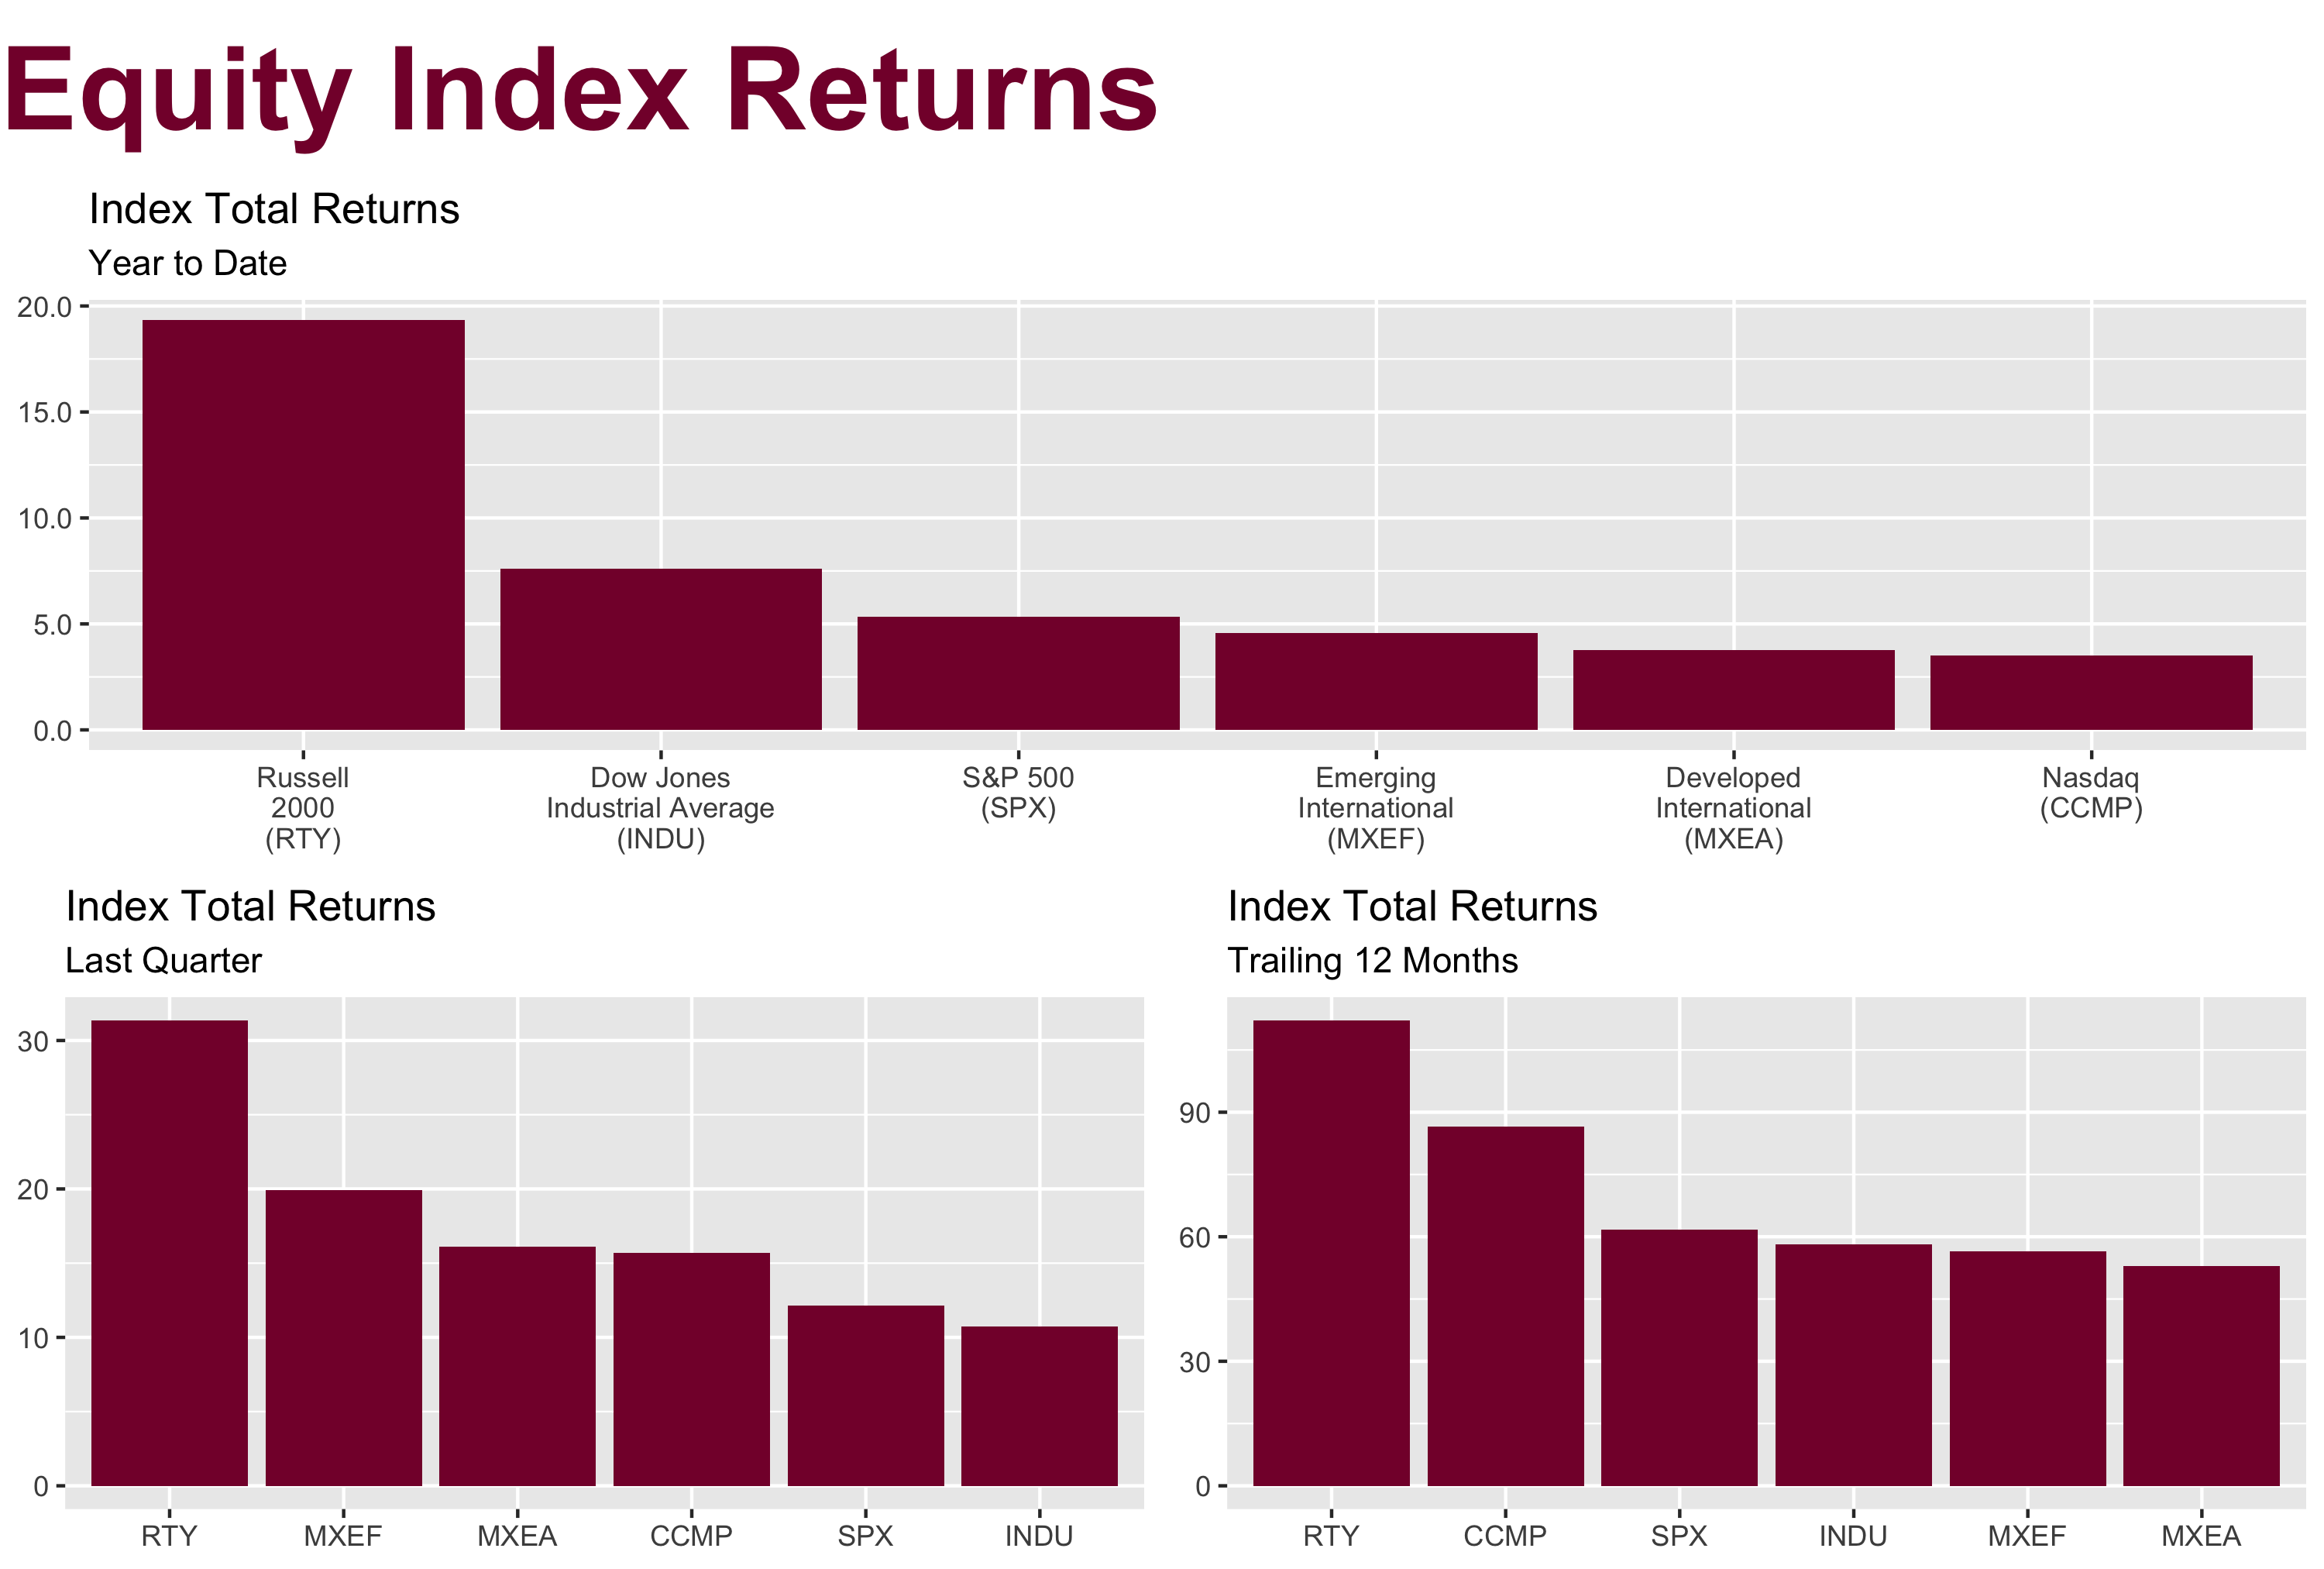 Equity Index Returns
Index Total Returns
Year to Date
20.0
15.0
10.0
5.0
0.0
Russell
2000
(RTY)
Dow Jones
Industrial Average
(INDU)
S&P 500
(SPX)
Emerging
International
(MXEF)
Developed
International
(MXEA)
Nasdaq
(CCMP)
Index Total Returns
Last Quarter
30
20
10
0
RTY MXEF MXEA CCMP SPX INDU
Index Total Returns
Trailing 12 Months
90
60
30
0
RTY CCMP SPX INDU MXEF MXEA